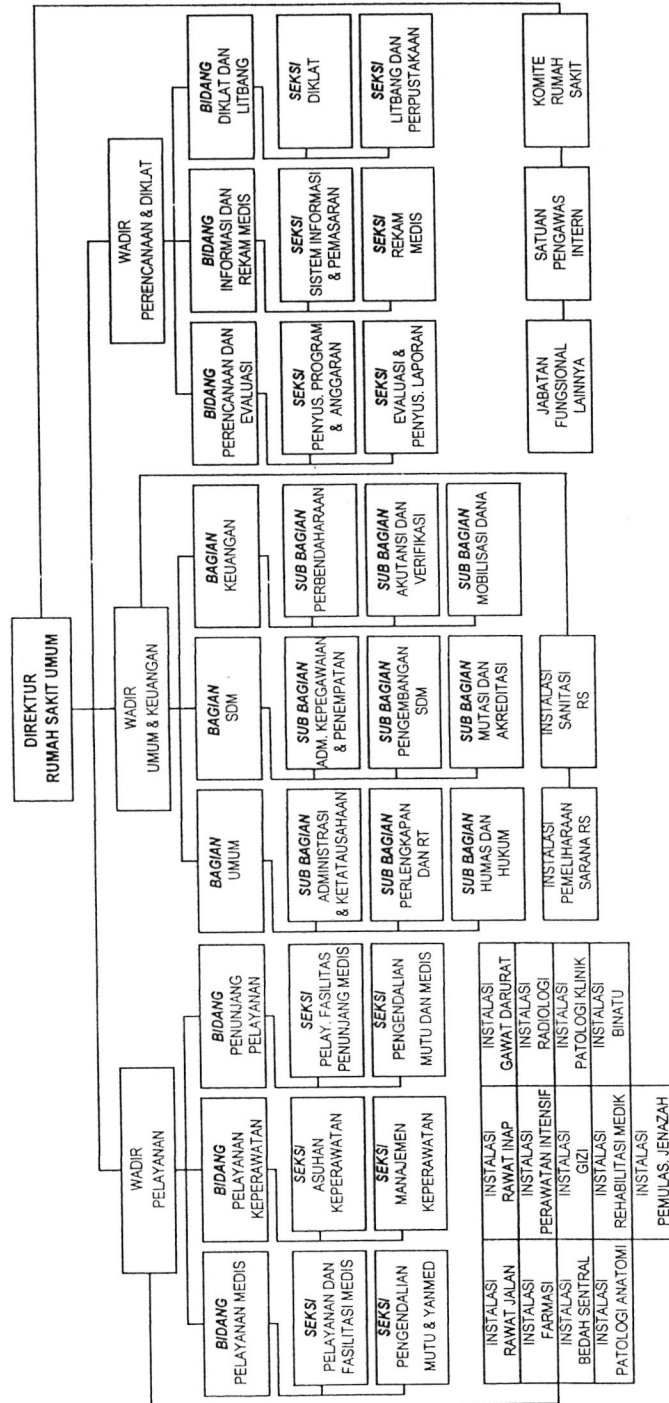 DIREKTUR
RUMAH SAKIT UMUM
WADIR
PELAYANAN
WADIR
UMUM & KEUANGAN
WADIR
PERENCANAAN & DIKLAT
BIDANG
PELAYANAN MEDIS
BIDANG
PELAYANAN
KEPERAWATAN
BIDANG
PENUNJANG
PELAYANAN
BAGIAN
UMUM
BAGIAN
SDM
BAGIAN
KEUANGAN
BIDANG
PERENCANAAN DAN
EVALUASI
BIDANG
INFORMASI DAN
REKAM MEDIS
BIDANG
DIKLAT DAN
LITBANG
SEKSI
PELAYANAN DAN
FASILITASI MEDIS
SEKSI
ASUHAN
KEPERAWATAN
SEKSI
PELAY. FASILITAS
PENUNJANG MEDIS
SUB BAGIAN
ADMINISTRASI
& KETATAUSAHAAN
SUB BAGIAN
ADM. KEPEGAWAIAN
& PENEMPATAN
SUB BAGIAN
PERBENDAHARAAN
SEKSI
PENYUS. PROGRAM
& ANGGARAN
SEKSI
SISTEM INFORMASI
& PEMASARAN
SEKSI
DIKLAT
SEKSI
PENGENDALIAN
MUTU & YANMED
SEKSI
MANAJEMEN
KEPERAWATAN
SEKSI
PENGENDALIAN
MUTU DAN MEDIS
SUB BAGIAN
PERLENGKAPAN
DAN RT
SUB BAGIAN
PENGEMBANGAN
SDM
SUB BAGIAN
AKUTANSI DAN
VERIFIKASI
SEKSI
EVALUASI &
PENYUS. LAPORAN
SEKSI
REKAM
MEDIS
SEKSI
LITBANG DAN
PERPUSTAKAAN
SUB BAGIAN
HUMAS DAN
HUKUM
SUB BAGIAN
MUTASI DAN
AKREDITASI
SUB BAGIAN
MOBILISASI DANA
INSTALASI
RAWAT JALAN
INSTALASI
RAWAT INAP
INSTALASI
GAWAT DARURAT
INSTALASI
FARMASI
INSTALASI
PERAWATAN INTENSIF
INSTALASI
RADIOLOGI
INSTALASI
BEDAH SENTRAL
INSTALASI
GIZI
INSTALASI
PATOLOGI KLINIK
INSTALASI
PATOLOGI ANATOMI
INSTALASI
REHABILITASI MEDIK
INSTALASI
BINATU
INSTALASI
PEMULAS. JENAZAH
INSTALASI
PEMELIHARAAN
SARANA RS
INSTALASI
SANITASI
RS
JABATAN
FUNGSIONAL
LAINNYA
SATUAN
PENGAWAS
INTERN
KOMITE
RUMAH
SAKIT